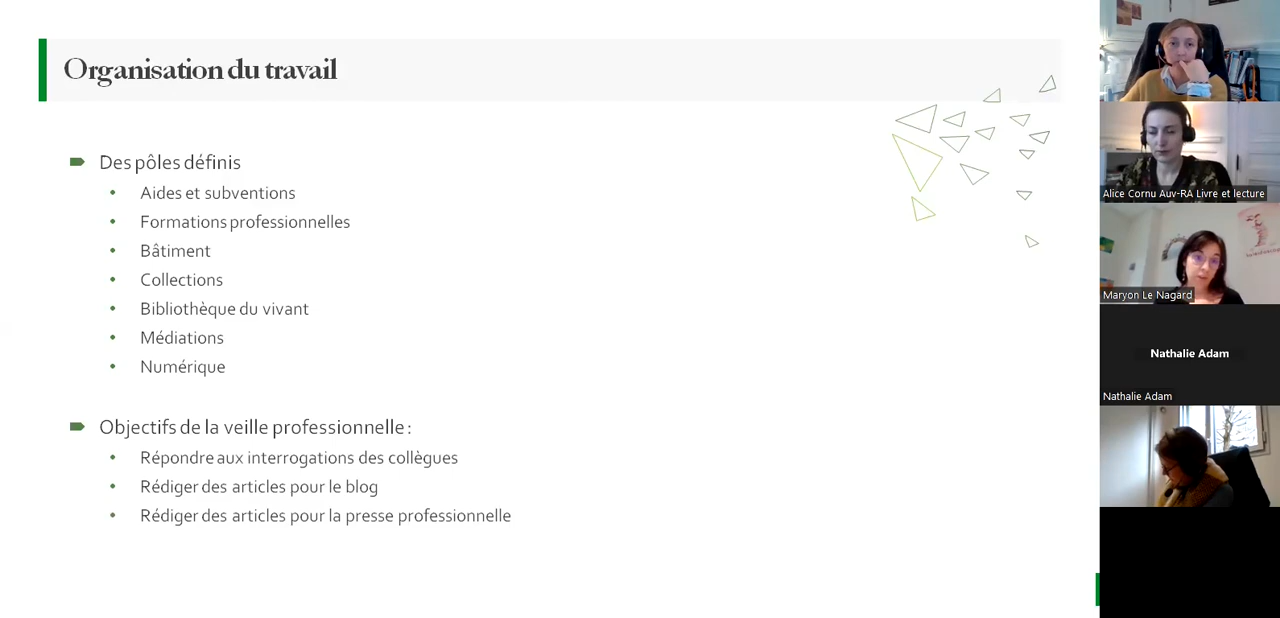 Organisation du travail
Des pôles définis
Aides et subventions
Formations professionnelles
Bâtiment
Collections
Bibliothèque du vivant
Médiations
Numérique
Objectifs de la veille professionnelle :
Répondre aux interrogations des collègues
Rédiger des articles pour le blog
Rédiger des articles pour la presse professionnelle
Alice Cornu Auv-RA Livre et lecture
Maryon Le Nagard
Nathalie Adam
Nathalie Adam